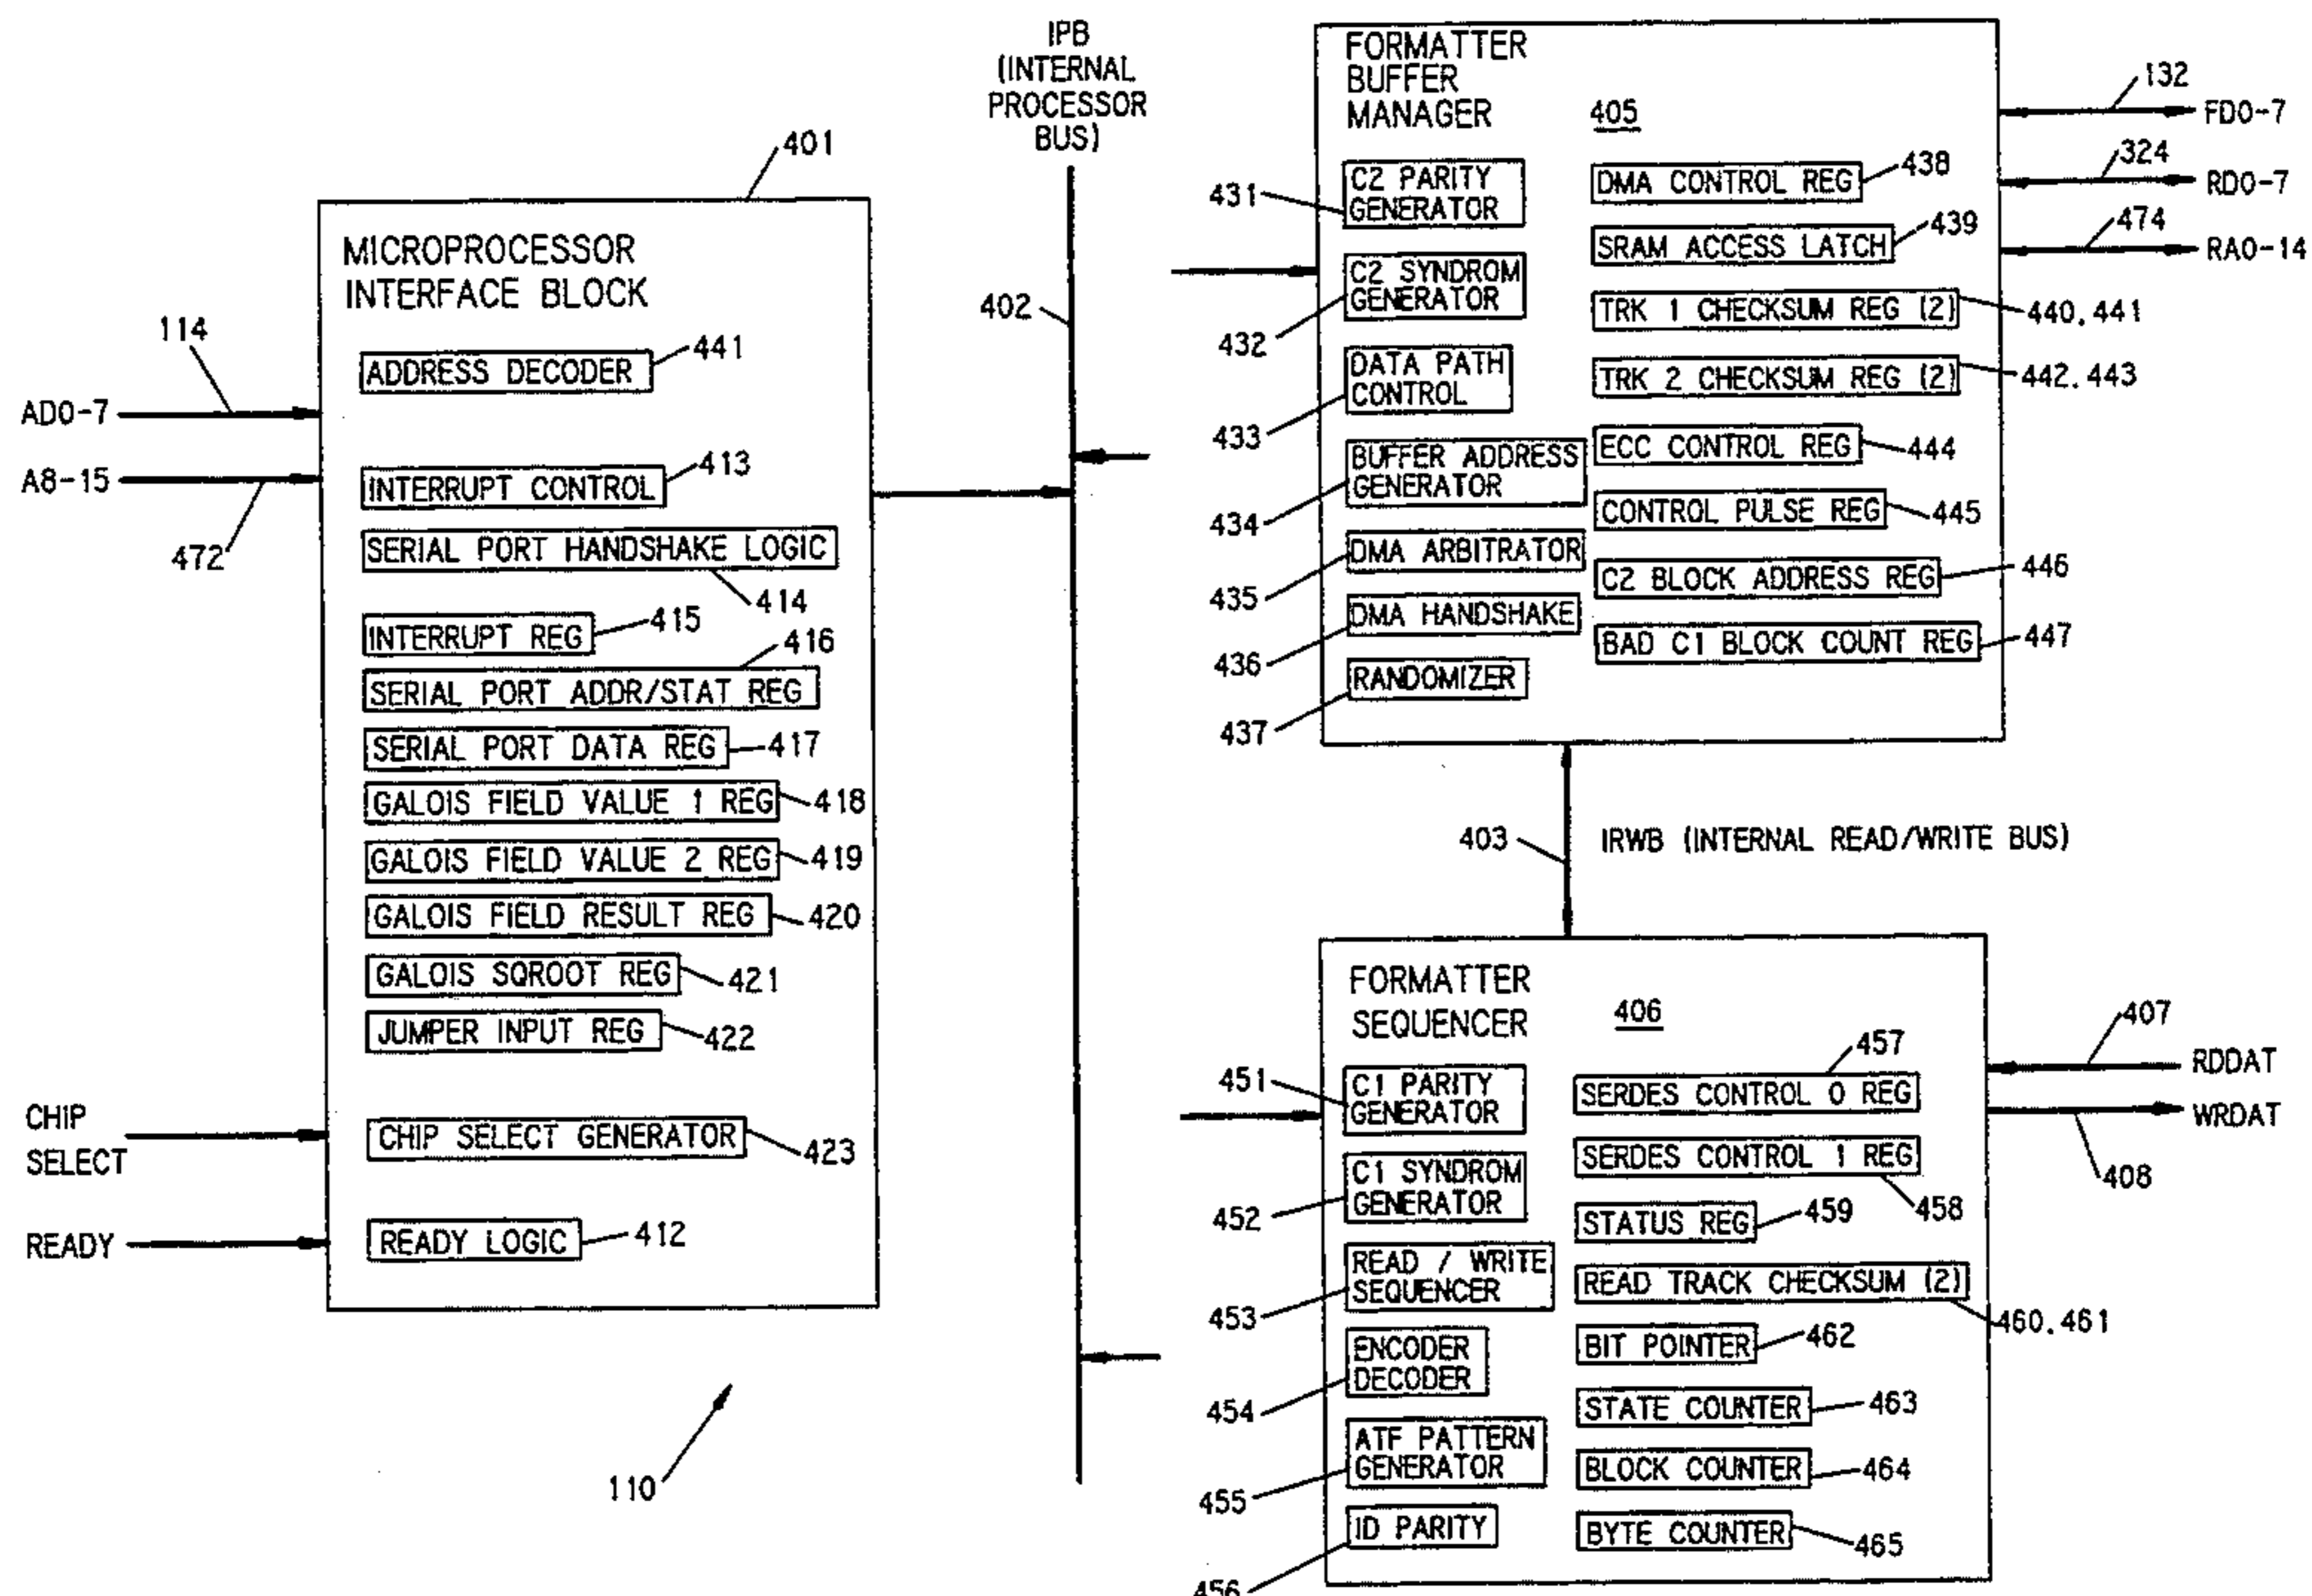 IPB
(INTERNAL
PROCESSOR
BUS)
402
401
MICROPROCESSOR
INTERFACE BLOCK
ADDRESS DECODER
441
114
AD0-7
A8-15
472
INTERRUPT CONTROL
413
SERIAL PORT HANDSHAKE LOGIC
414
INTERRUPT REG
415
416
SERIAL PORT ADDR/STAT REG
SERIAL PORT DATA REG
417
GALOIS FIELD VALUE 1 REG
418
GALOIS FIELD VALUE 2 REG
419
GALOIS FIELD RESULT REG
420
GALOIS SQROOT REG
421
JUMPER INPUT REG
422
CHIP
SELECT
CHIP SELECT GENERATOR
423
READY
READY LOGIC
412
110
FORMATTER
BUFFER
MANAGER
405
132
FD0-7
324
RD0-7
474
RA0-14
C2 PARITY
GENERATOR
431
C2 SYNDROM
GENERATOR
432
DATA PATH
CONTROL
433
BUFFER ADDRESS
GENERATOR
434
DMA ARBITRATOR
435
DMA HANDSHAKE
436
RANDOMIZER
437
DMA CONTROL REG
438
SRAM ACCESS LATCH
439
TRK 1 CHECKSUM REG (2)
440.441
TRK 2 CHECKSUM REG (2)
442.443
ECC CONTROL REG
444
CONTROL PULSE REG
445
C2 BLOCK ADDRESS REG
446
BAD C1 BLOCK COUNT REG
447
403
IRWB (INTERNAL READ/WRITE BUS)
FORMATTER
SEQUENCER
406
407
RDDAT
WRDAT
408
C1 PARITY
GENERATOR
451
C1 SYNDROM
GENERATOR
452
READ / WRITE
SEQUENCER
453
ENCODER
DECODER
454
ATF PATTERN
GENERATOR
455
ID PARITY
456
457
SERDES CONTROL 0 REG
SERDES CONTROL 1 REG
458
STATUS REG
459
READ TRACK CHECKSUM (2)
460.461
BIT POINTER
462
STATE COUNTER
463
BLOCK COUNTER
464
BYTE COUNTER
465